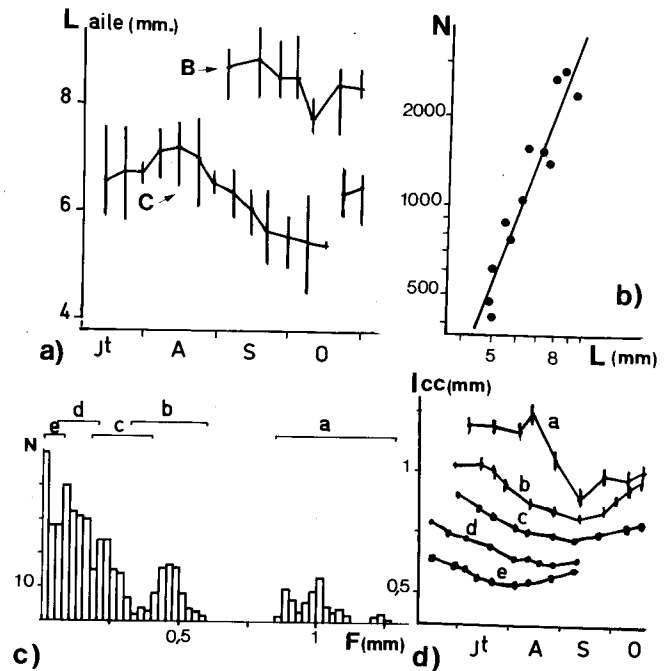 L aile (mm.)
8
6
4
B
C
Jt A S O
a)
N
2000
1000
500
5 8 L (mm)
b)
e d c b a
N
10
0,5 1 F(mm)
c)
lcc(mm)
1
0,5
a
b
c
d
e
Jt A S O
d)